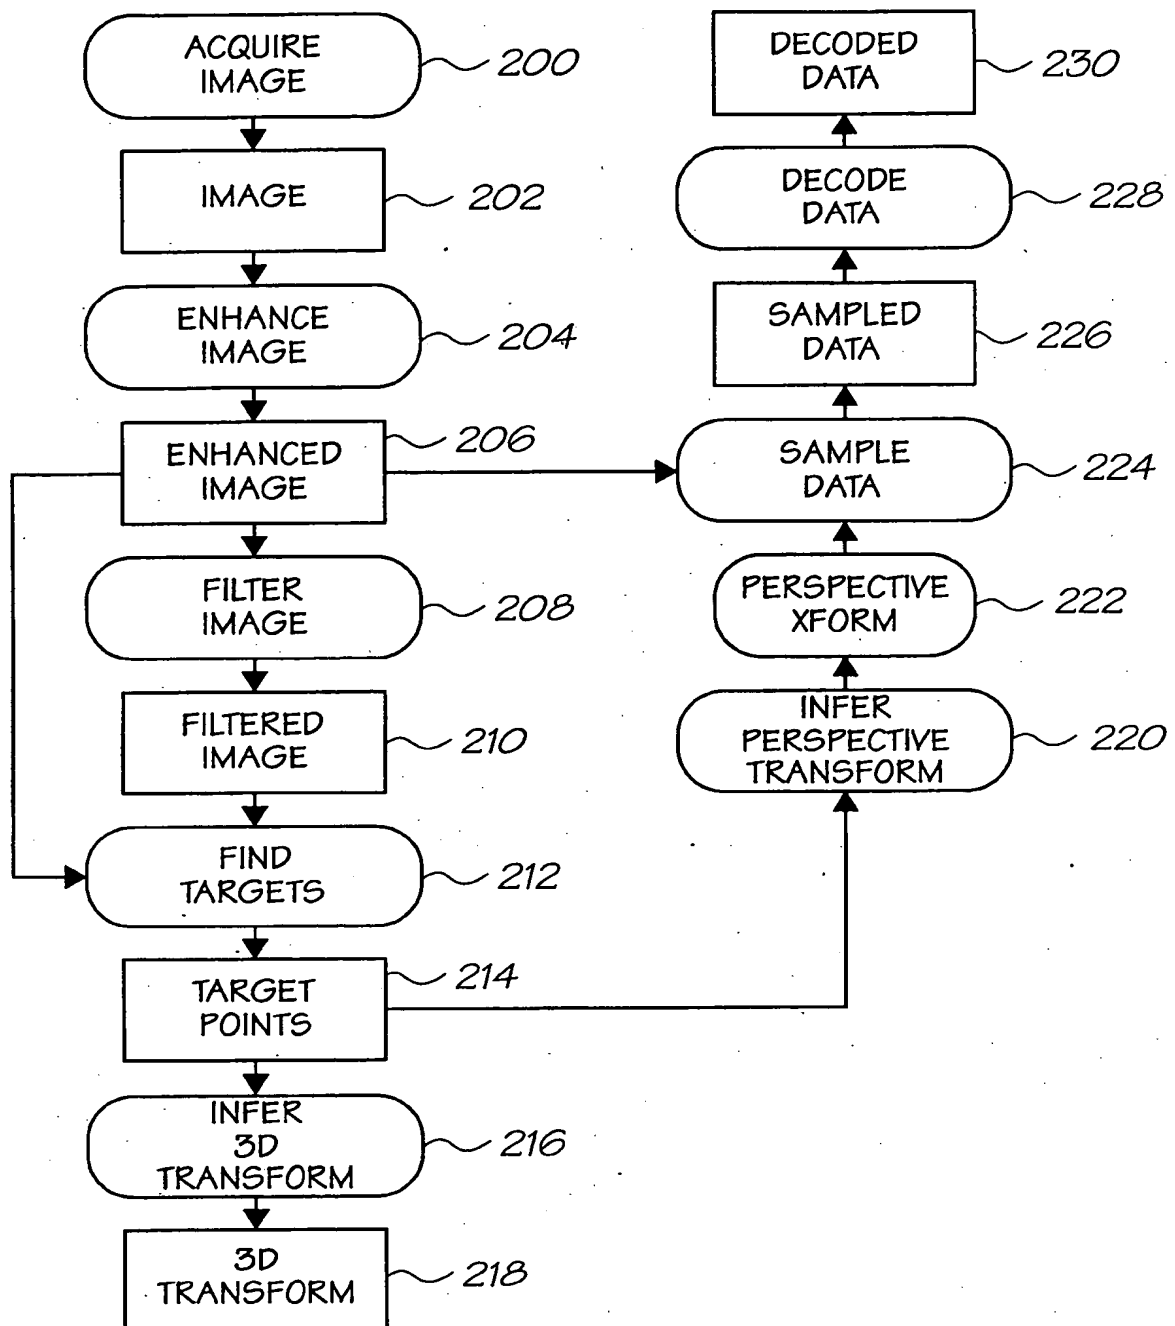 ACQUIRE
IMAGE
200
IMAGE
202
ENHANCE
IMAGE
204
ENHANCED
IMAGE
206
FILTER
IMAGE
208
FILTERED
IMAGE
210
FIND
TARGETS
212
TARGET
POINTS
214
INFER
3D
TRANSFORM
216
3D
TRANSFORM
218
DECODED
DATA
230
DECODE
DATA
228
SAMPLED
DATA
226
SAMPLE
DATA
224
PERSPECTIVE
XFORM
222
INFER
PERSPECTIVE
TRANSFORM
220